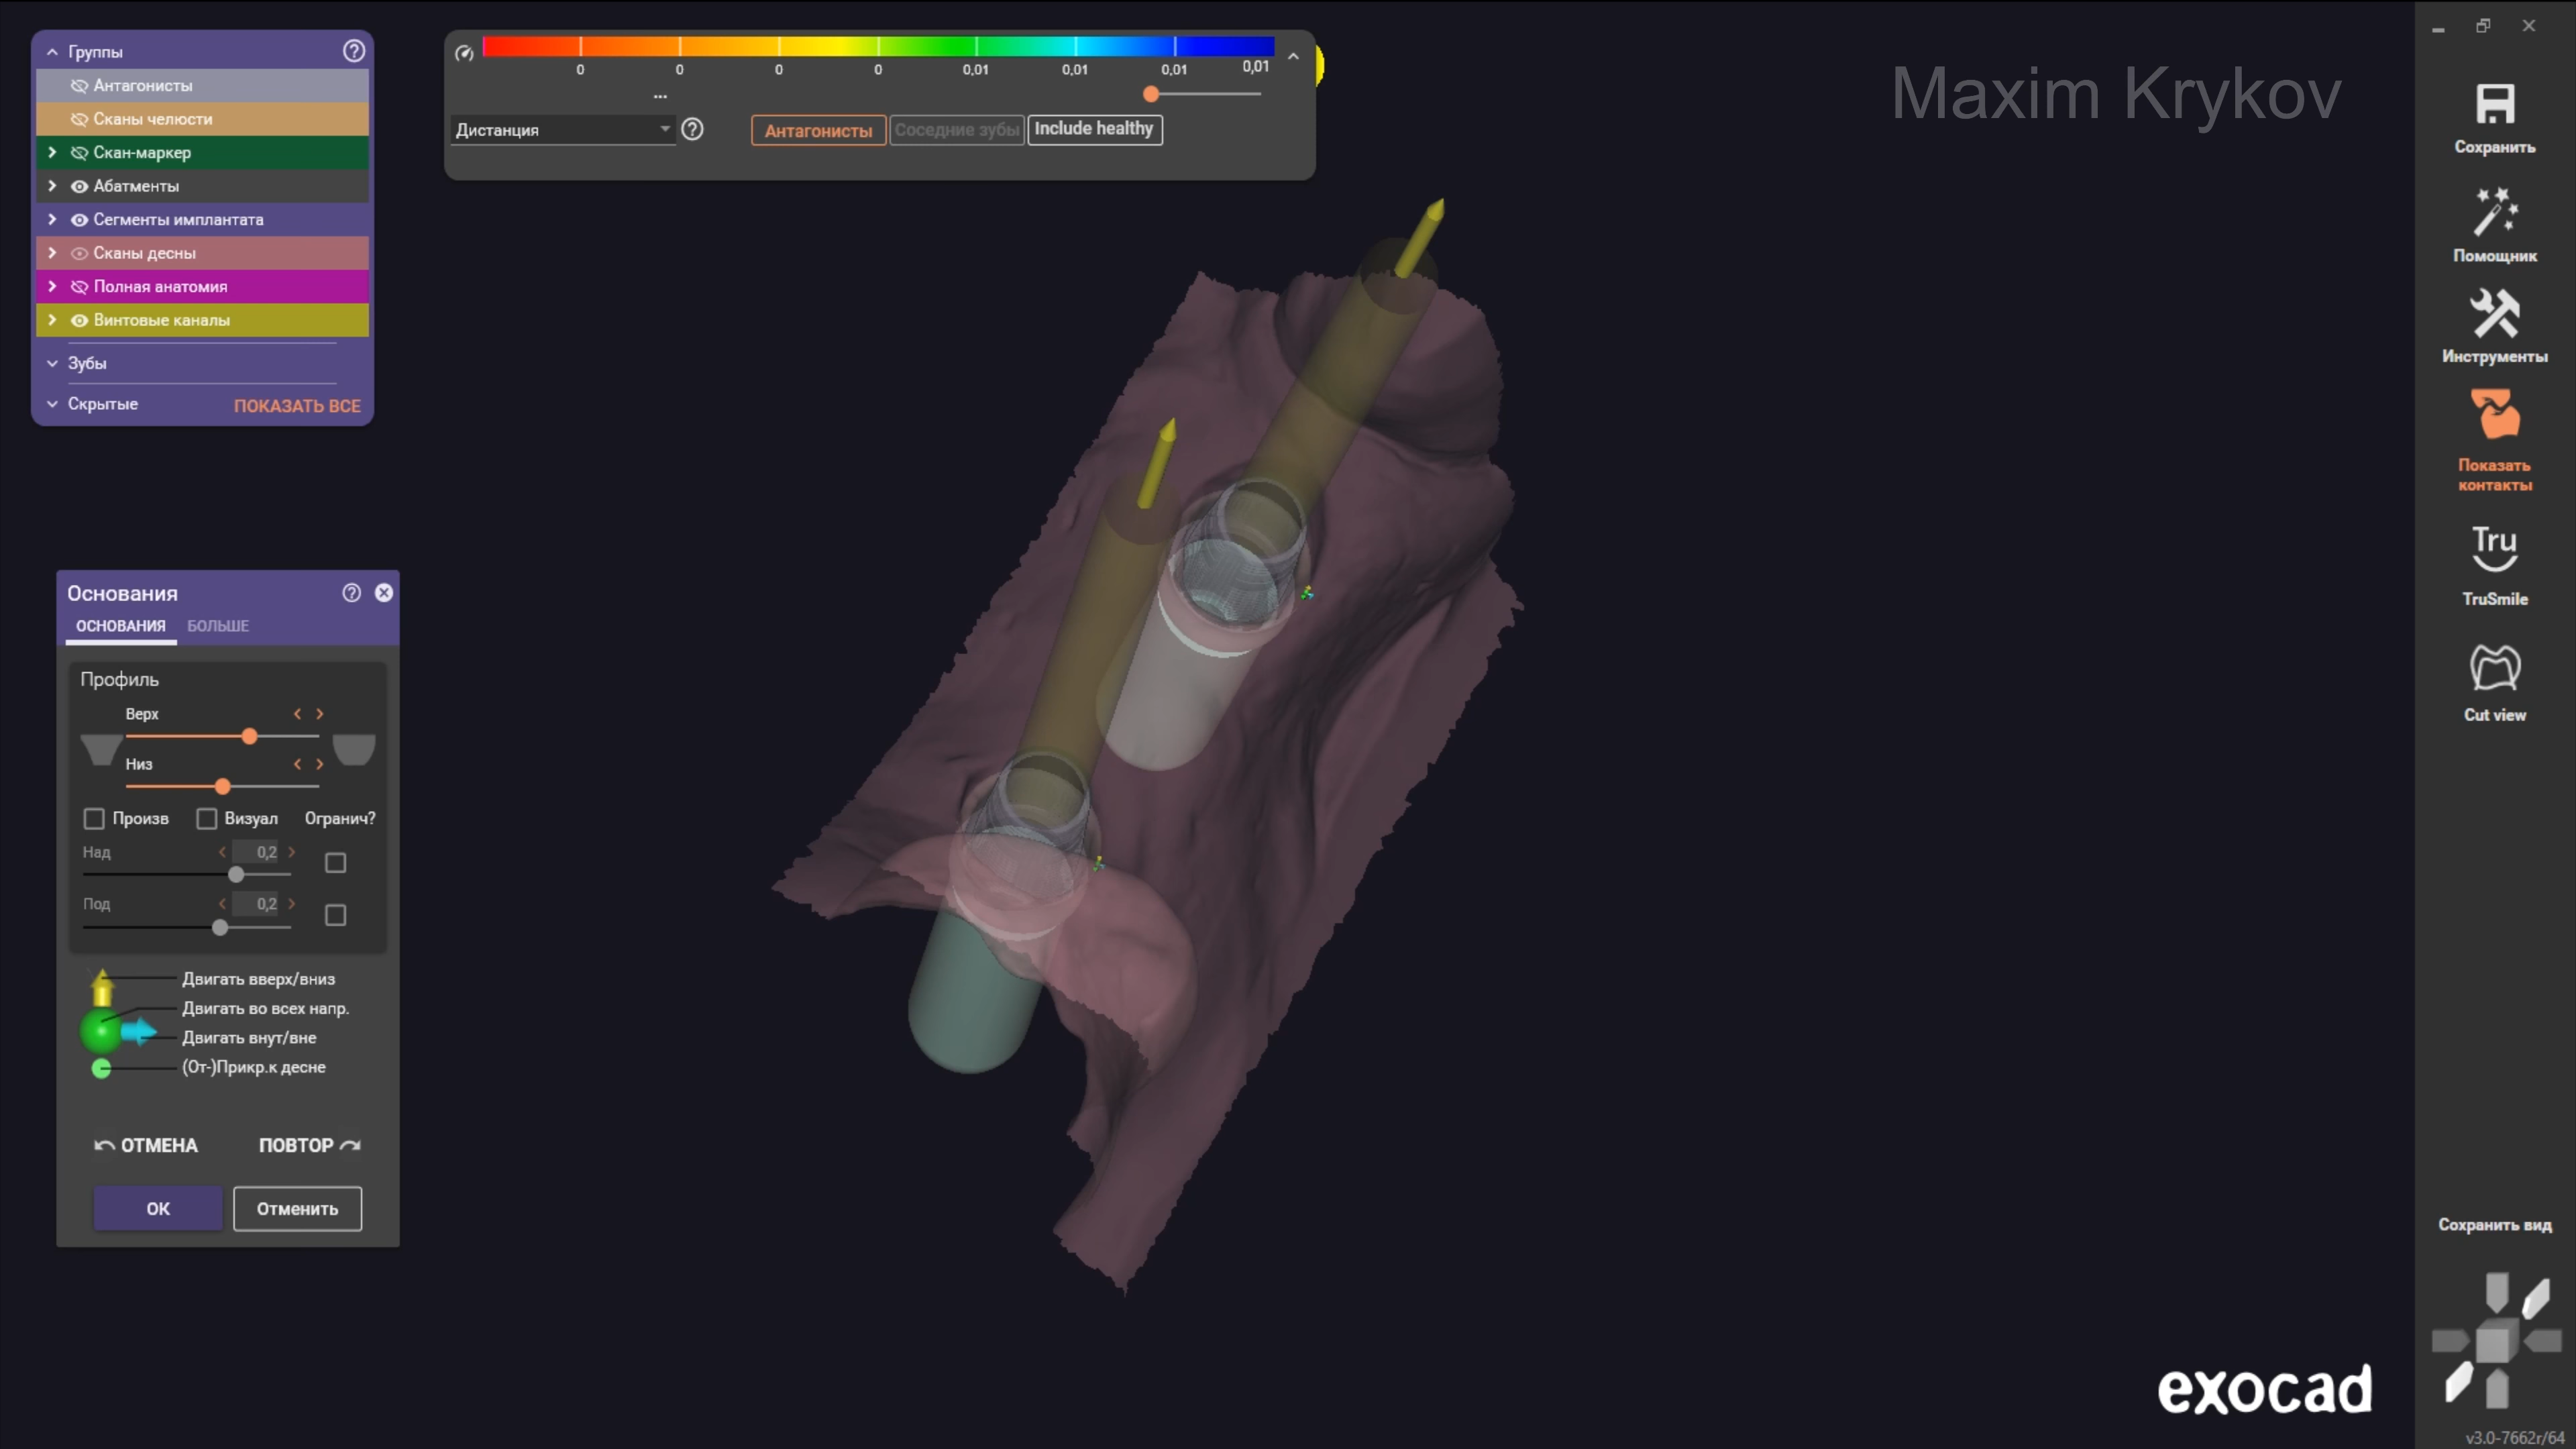 Группы
Антагонисты
Сканы челюсти
Скан-маркер
Абатменты
Сегменты имплантата
Сканы десны
Полная анатомия
Винтовые каналы
Зубы
Скрытые ПОКАЗАТЬ ВСЕ
0 0 0 0 0,01 0,01 0,01 0,01
...
Дистанция Антагонисты Соседние зубы Include healthy
Maxim Krykov
Основания
ОСНОВАНИЯ БОЛЬШЕ
Профиль
Верх
Низ
Произв Визуал Огранич?
Над 0,2
Под 0,2
Двигать вверх/вниз
Двигать во всех напр.
Двигать внут/вне
(От-)Прикр.к десне
ОТМЕНА ПОВТОР
ОК Отменить
Сохранить
Помощник
Инструменты
Показать
контакты
Tru
TruSmile
Cut view
Сохранить вид
exocad
v3.0-7662r/64